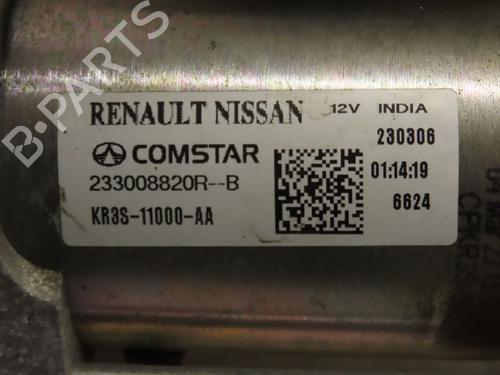 RENAULT NISSAN 12V INDIA
230306
COMSTAR
01:14:19
233008820R--B
6624
KR3S-11000-AA
B-PARTS